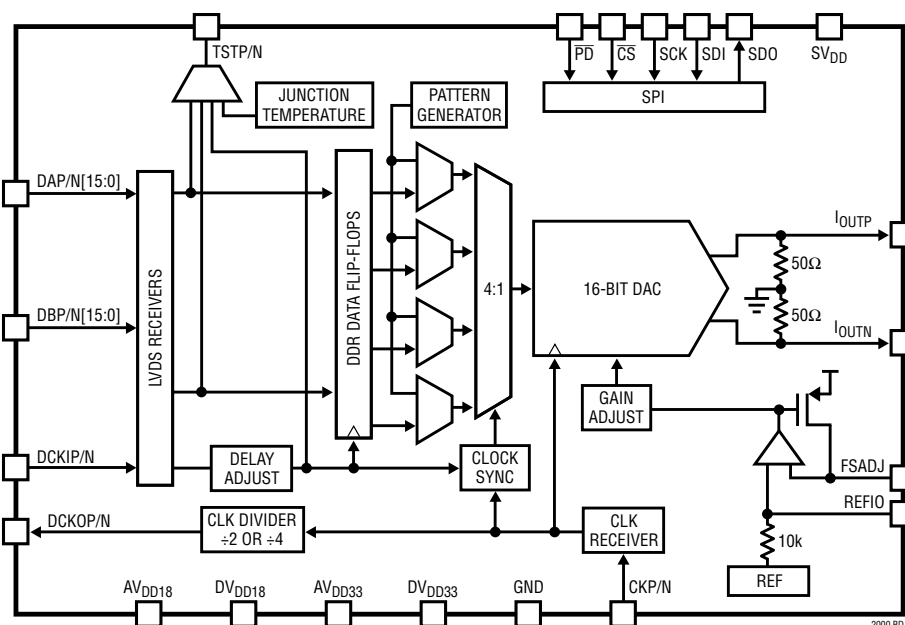 TSTP/N
PD
CS
SCK
SDI
SDO
SVDD
JUNCTION
TEMPERATURE
PATTERN
GENERATOR
SPI
DAP/N[15:0]
DBP/N[15:0]
DCKIP/N
DCKOP/N
LVDS RECEIVERS
DDR DATA FLIP-FLOPS
4:1
16-BIT DAC
IOUTP
50Ω
50Ω
IOUTN
GAIN
ADJUST
FSADJ
REFIO
DELAY
ADJUST
CLOCK
SYNC
CLK DIVIDER
÷2 OR ÷4
CLK
RECEIVER
10k
REF
AVDD18
DVDD18
AVDD33
DVDD33
GND
CKP/N
2000 BD